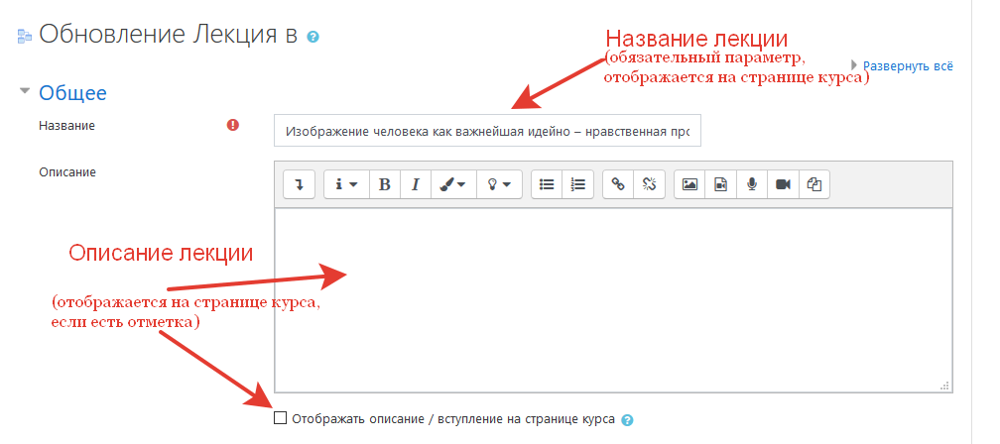 Обновление Лекция в
Название лекции
(обязательный параметр,
отображается на странице курса)
Развернуть всё
Общее
Название
Изображение человека как важнейшая идейно – нравственная про
Описание
B I
Описание лекции
(отображается на странице курса,
если есть отметка)
Отображать описание / вступление на странице курса